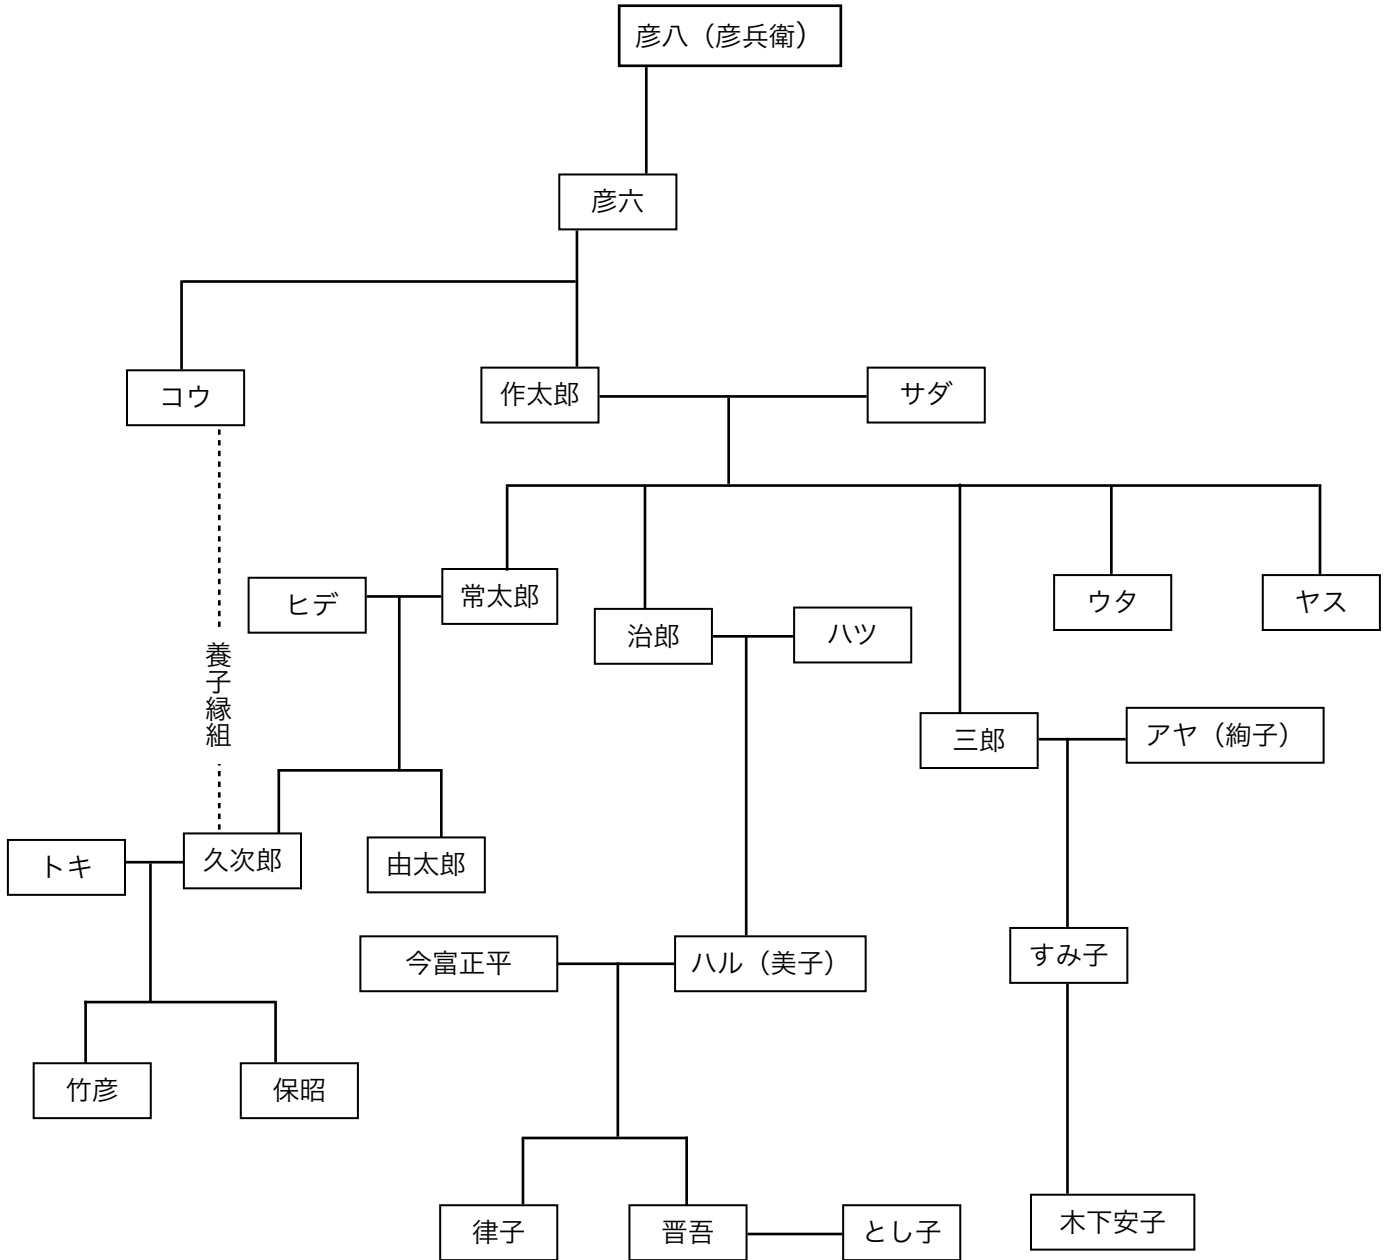 彦八（彦兵衛）
彦六
コウ
作太郎
サダ
ヒデ
常太郎
治郎
ハツ
ウタ
ヤス
養子縁組
三郎
アヤ（絢子）
トキ
久次郎
由太郎
今富正平
ハル（美子）
すみ子
竹彦
保昭
律子
晋吾
とし子
木下安子